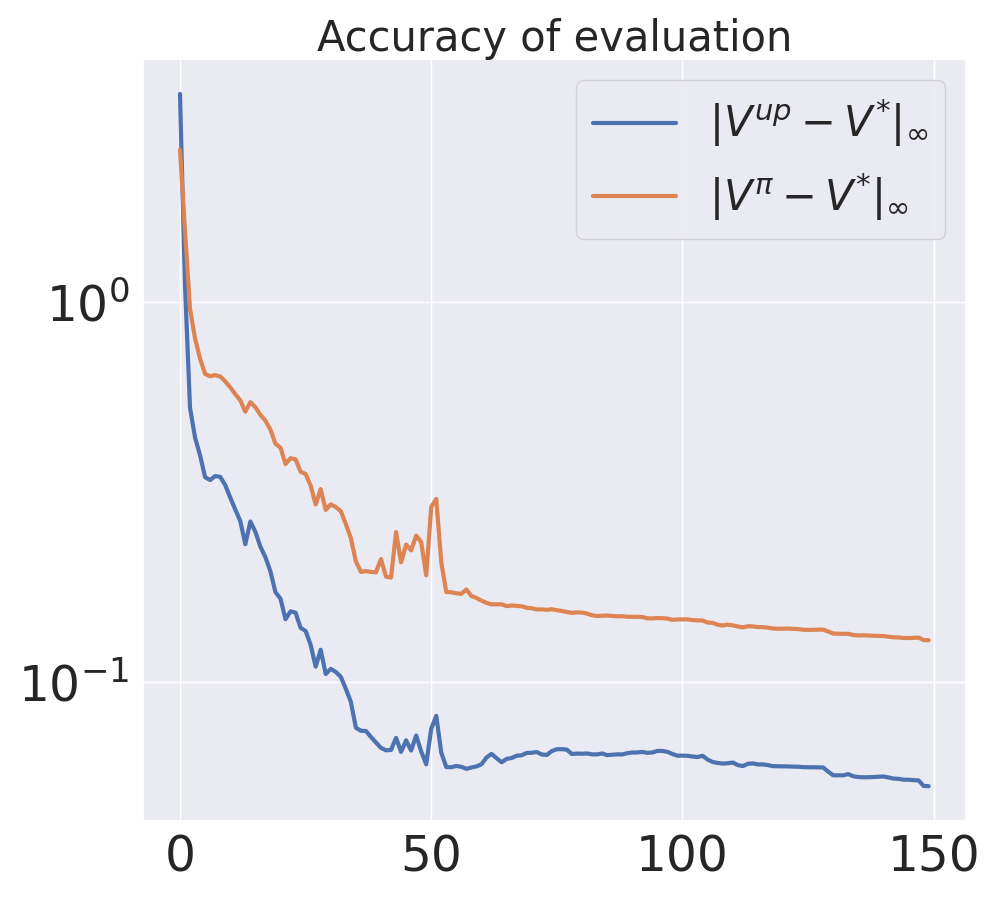 Accuracy of evaluation
|V^{up} − V^*|_∞
|V^π − V^*|_∞
10^0
10^{-1}
0 50 100 150